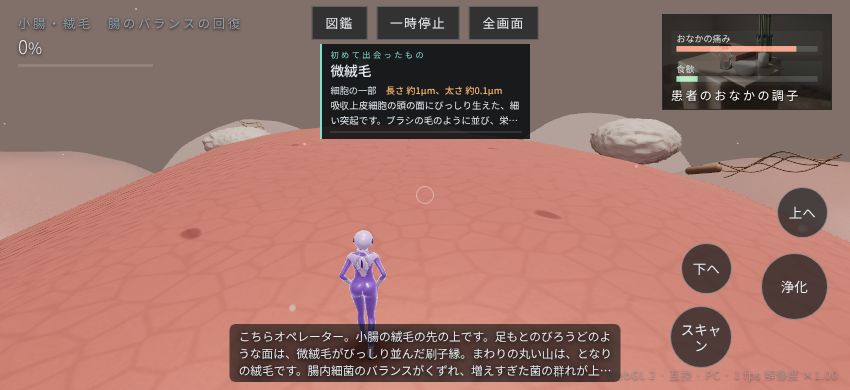 小腸・絨毛　腸のバランスの回復
0%
図鑑
一時停止
全画面
初めて出会ったもの
微絨毛
細胞の一部　長さ 約1μm、太さ 約0.1μm
吸収上皮細胞の頭の面にびっしり生えた、細
い突起です。ブラシの毛のように並び、栄…
おなかの痛み
食欲
患者のおなかの調子
上へ
下へ
浄化
スキャ
ン
こちらオペレーター。小腸の絨毛の先の上です。足もとのびろうどのよ
うな面は、微絨毛がびっしり並んだ刷子縁。まわりの丸い山は、となり
の絨毛です。腸内細菌のバランスがくずれ、増えすぎた菌の群れが上…